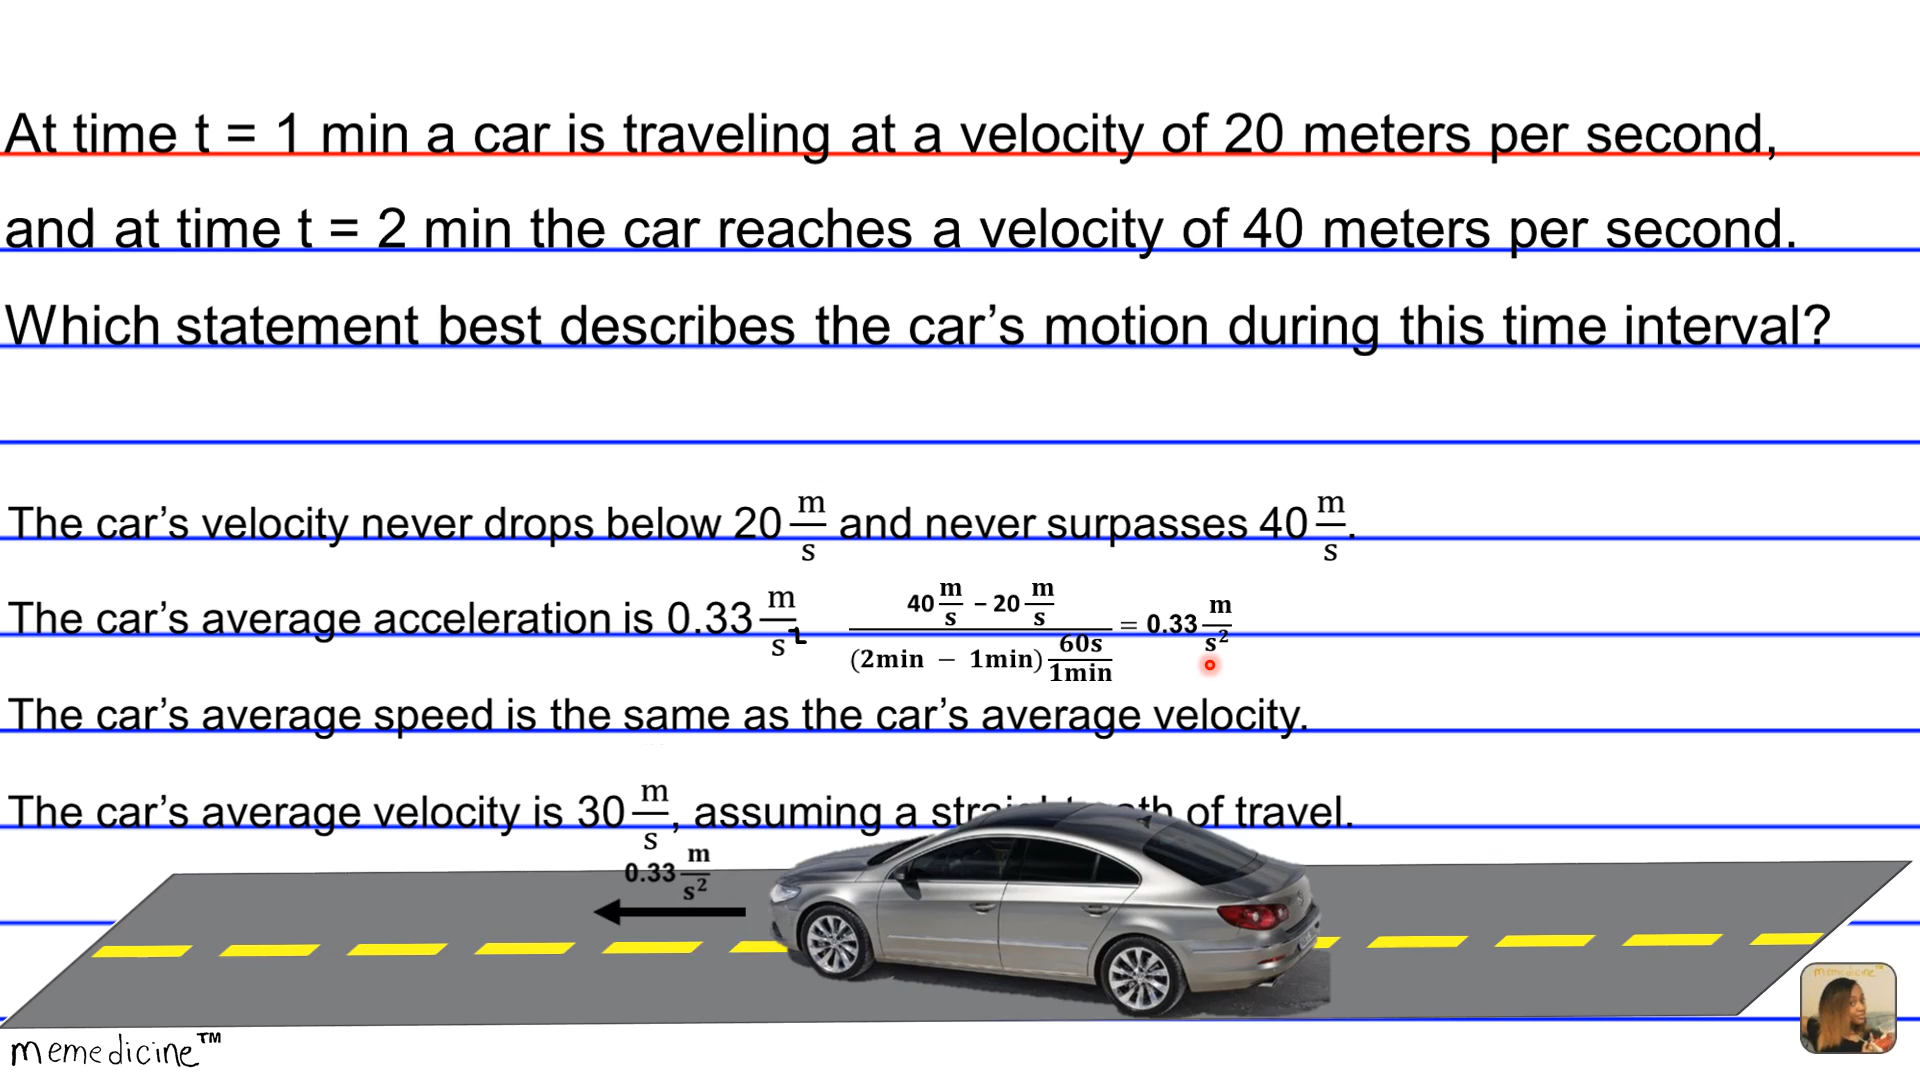 At time t = 1 min a car is traveling at a velocity of 20 meters per second,
and at time t = 2 min the car reaches a velocity of 40 meters per second.
Which statement best describes the car’s motion during this time interval?
The car’s velocity never drops below 20 m/s and never surpasses 40 m/s.
The car’s average acceleration is 0.33 m/s² (40 m/s – 20 m/s)/((2min – 1min) 60s/1min) = 0.33 m/s²
The car’s average speed is the same as the car’s average velocity.
The car’s average velocity is 30 m/s, assuming a of travel.
0.33 m/s²
memedicine™
memedicine™